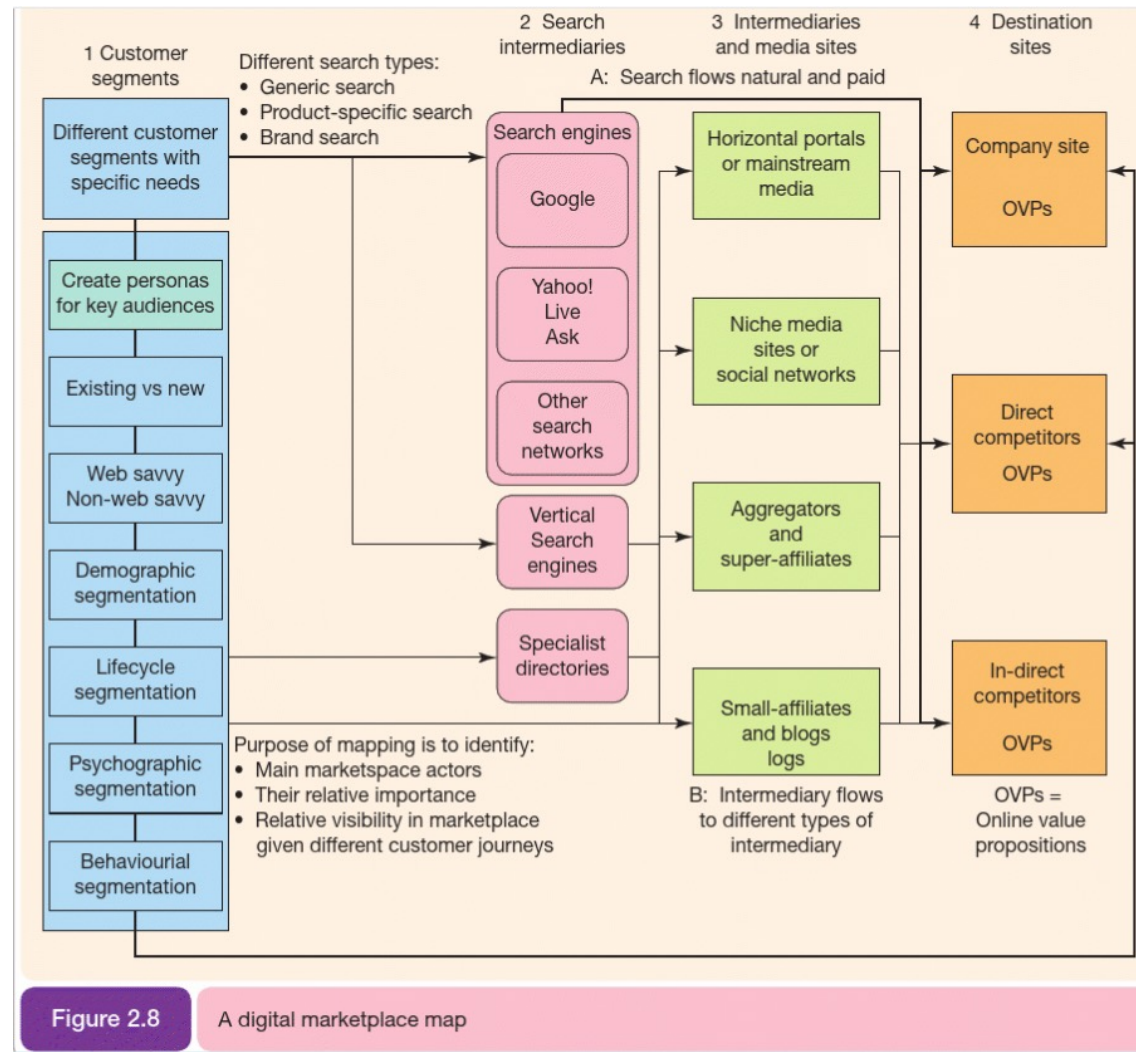 1 Customer
segments
Different search types:
• Generic search
• Product-specific search
• Brand search
2 Search
intermediaries
3 Intermediaries
and media sites
4 Destination
sites
A: Search flows natural and paid
Different customer
segments with
specific needs
Create personas
for key audiences
Existing vs new
Web savvy
Non-web savvy
Demographic
segmentation
Lifecycle
segmentation
Psychographic
segmentation
Behaviourial
segmentation
Search engines
Google
Yahoo!
Live
Ask
Other
search
networks
Vertical
Search
engines
Specialist
directories
Purpose of mapping is to identify:
• Main marketspace actors
• Their relative importance
• Relative visibility in marketplace
given different customer journeys
Horizontal portals
or mainstream
media
Niche media
sites or
social networks
Aggregators
and
super-affiliates
Small-affiliates
and blogs
logs
B: Intermediary flows
to different types of
intermediary
Company site
OVPs
Direct
competitors
OVPs
In-direct
competitors
OVPs
OVPs =
Online value
propositions
Figure 2.8
A digital marketplace map